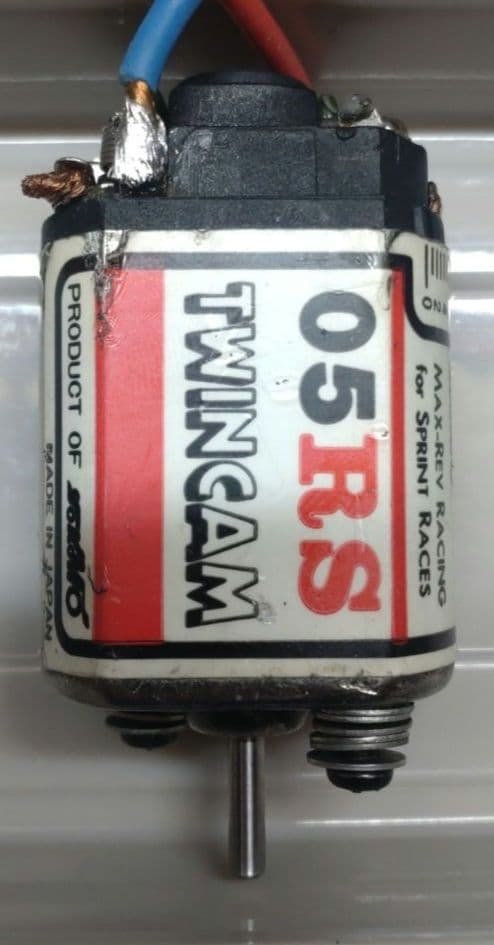 MAX-REV RACING
for SPRINT RACES
05RS
TWINCAM
PRODUCT OF
MADE IN JAPAN